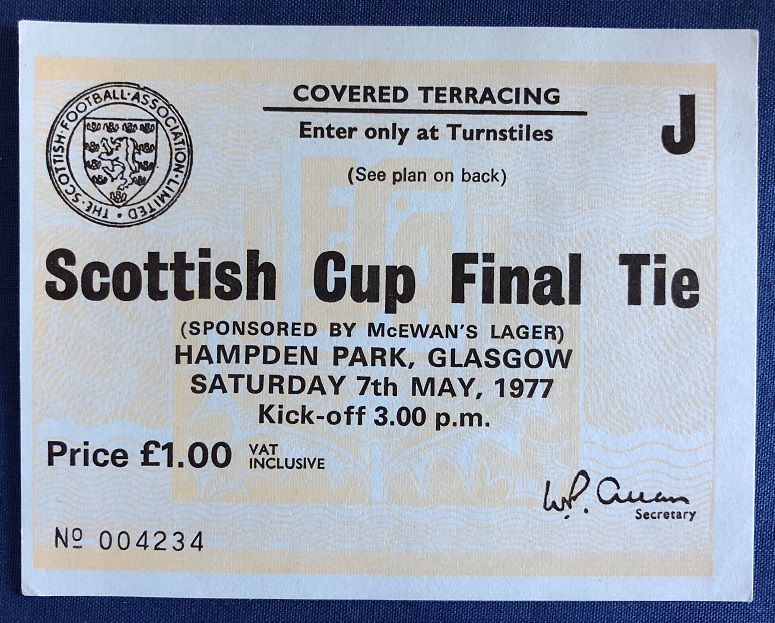 THE·SCOTTISH·FOOTBALL·ASSOCIATION·LIMITED·
COVERED TERRACING
J
Enter only at Turnstiles
(See plan on back)
Scottish Cup Final Tie
(SPONSORED BY McEWAN'S LAGER)
HAMPDEN PARK, GLASGOW
SATURDAY 7th MAY, 1977
Kick-off 3.00 p.m.
Price £1.00 VAT
INCLUSIVE
W.P. Allan
Secretary
Nº 004234